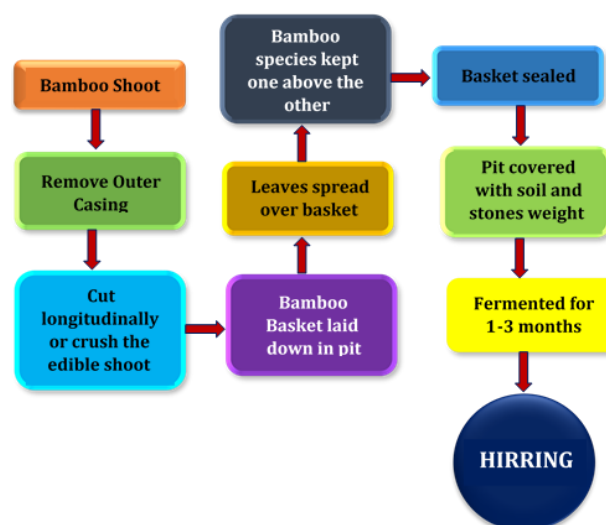 Bamboo Shoot
Remove Outer
Casing
Cut
longitudinally
or crush the
edible shoot
Bamboo
Basket laid
down in pit
Leaves spread
over basket
Bamboo
species kept
one above the
other
Basket sealed
Pit covered
with soil and
stones weight
Fermented for
1-3 months
HIRRING